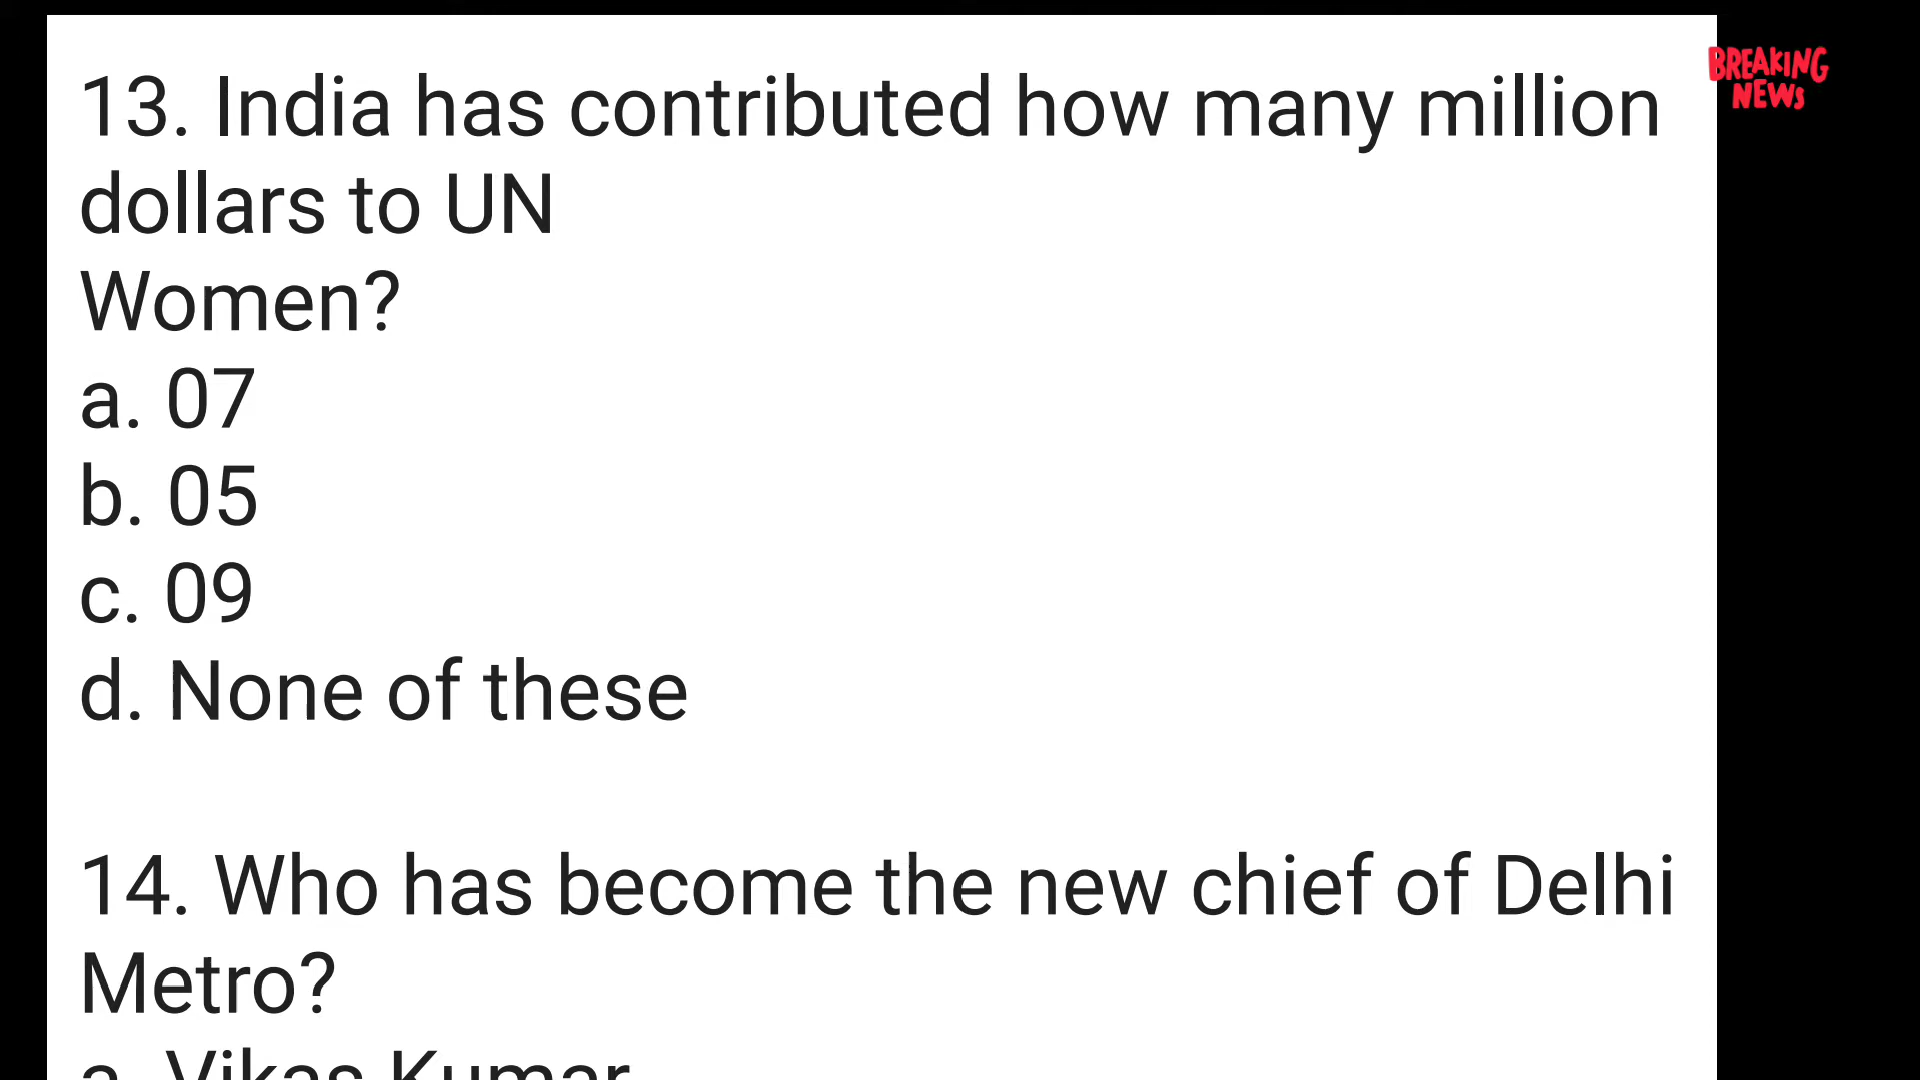 13. India has contributed how many million
dollars to UN
Women?
a. 07
b. 05
c. 09
d. None of these
14. Who has become the new chief of Delhi
Metro?
a. Vikas Kumar
BREAKING
NEWS